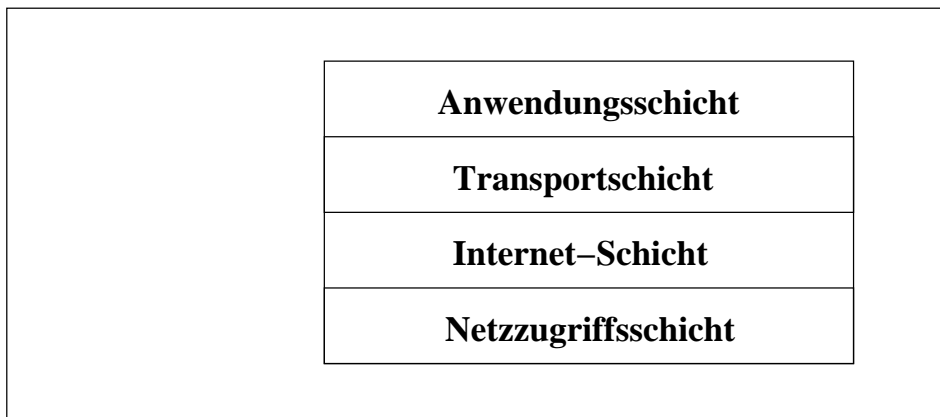 Anwendungsschicht
Transportschicht
Internet−Schicht
Netzzugriffsschicht